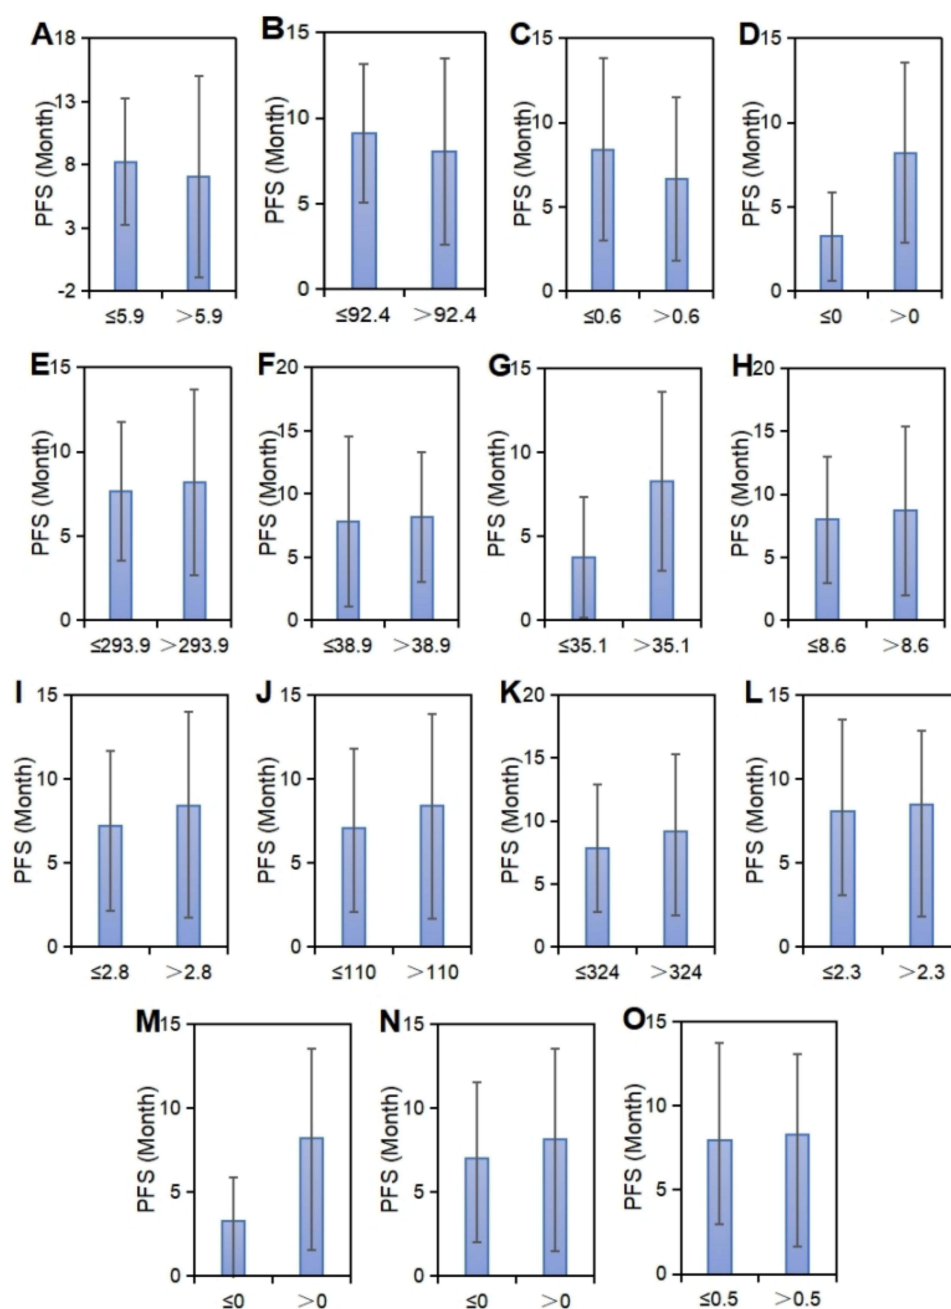 A
18
13
8
3
-2
PFS (Month)
≤5.9 >5.9
B
15
10
5
0
PFS (Month)
≤92.4 >92.4
C
15
10
5
0
PFS (Month)
≤0.6 >0.6
D
15
10
5
0
PFS (Month)
≤0 >0
E
15
10
5
0
PFS (Month)
≤293.9 >293.9
F
20
15
10
5
0
PFS (Month)
≤38.9 >38.9
G
15
10
5
0
PFS (Month)
≤35.1 >35.1
H
20
15
10
5
0
PFS (Month)
≤8.6 >8.6
I
15
10
5
0
PFS (Month)
≤2.8 >2.8
J
15
10
5
0
PFS (Month)
≤110 >110
K
20
15
10
5
0
PFS (Month)
≤324 >324
L
15
10
5
0
PFS (Month)
≤2.3 >2.3
M
15
10
5
0
PFS (Month)
≤0 >0
N
15
10
5
0
PFS (Month)
≤0 >0
O
15
10
5
0
PFS (Month)
≤0.5 >0.5